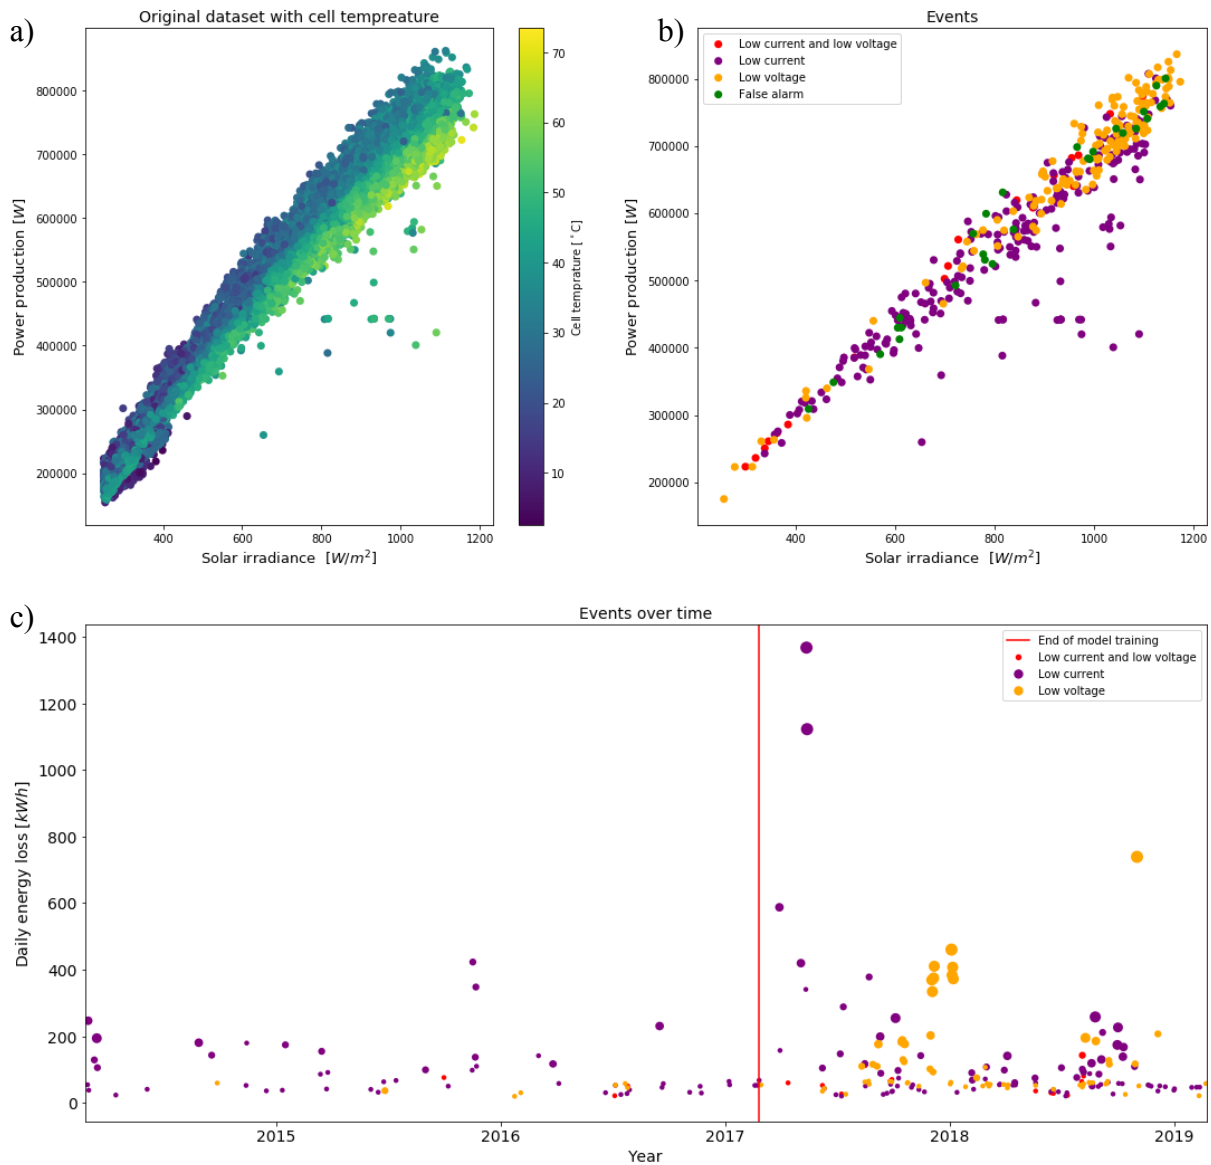 a)
Original dataset with cell tempreature
800000
700000
600000
500000
400000
300000
200000
Power production [W]
400
600
800
1000
1200
Solar irradiance [W/m²]
70
60
50
40
30
20
10
Cell temprature [°C]
b)
Events
Low current and low voltage
Low current
Low voltage
False alarm
800000
700000
600000
500000
400000
300000
200000
Power production [W]
400
600
800
1000
1200
Solar irradiance [W/m²]
c)
Events over time
End of model training
Low current and low voltage
Low current
Low voltage
1400
1200
1000
800
600
400
200
0
Daily energy loss [kWh]
2015
2016
2017
2018
2019
Year